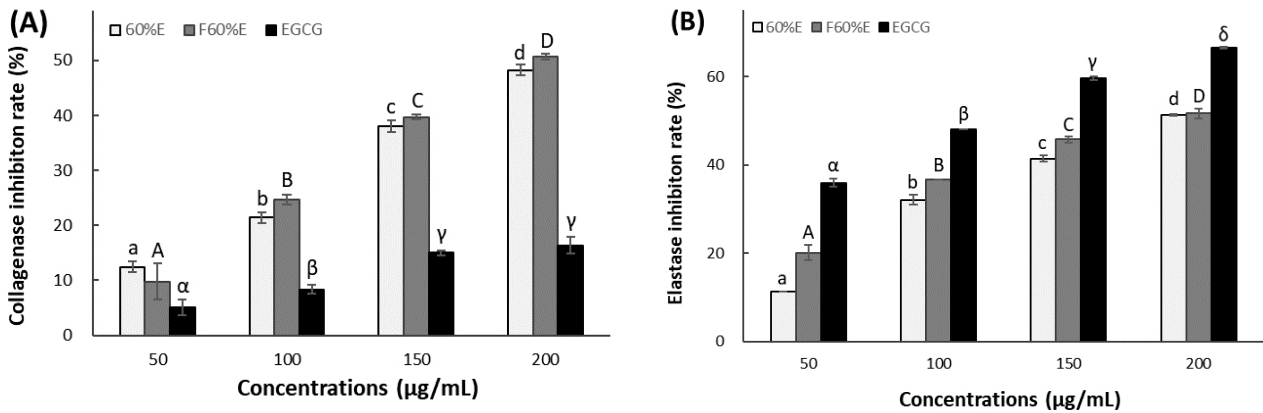 (A)
60%E F60%E EGCG
Collagenase inhibiton rate (%)
50
40
30
20
10
0
a A α
b B β
c C γ
d D γ
50 100 150 200
Concentrations (µg/mL)
(B)
60%E F60%E EGCG
Elastase inhibiton rate (%)
60
40
20
0
a A α
b B β
c C γ
d D δ
50 100 150 200
Concentrations (µg/mL)